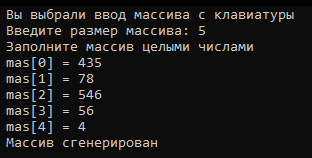 Вы выбрали ввод массива с клавиатуры
Введите размер массива: 5
Заполните массив целыми числами
mas[0] = 435
mas[1] = 78
mas[2] = 546
mas[3] = 56
mas[4] = 4
Массив сгенерирован